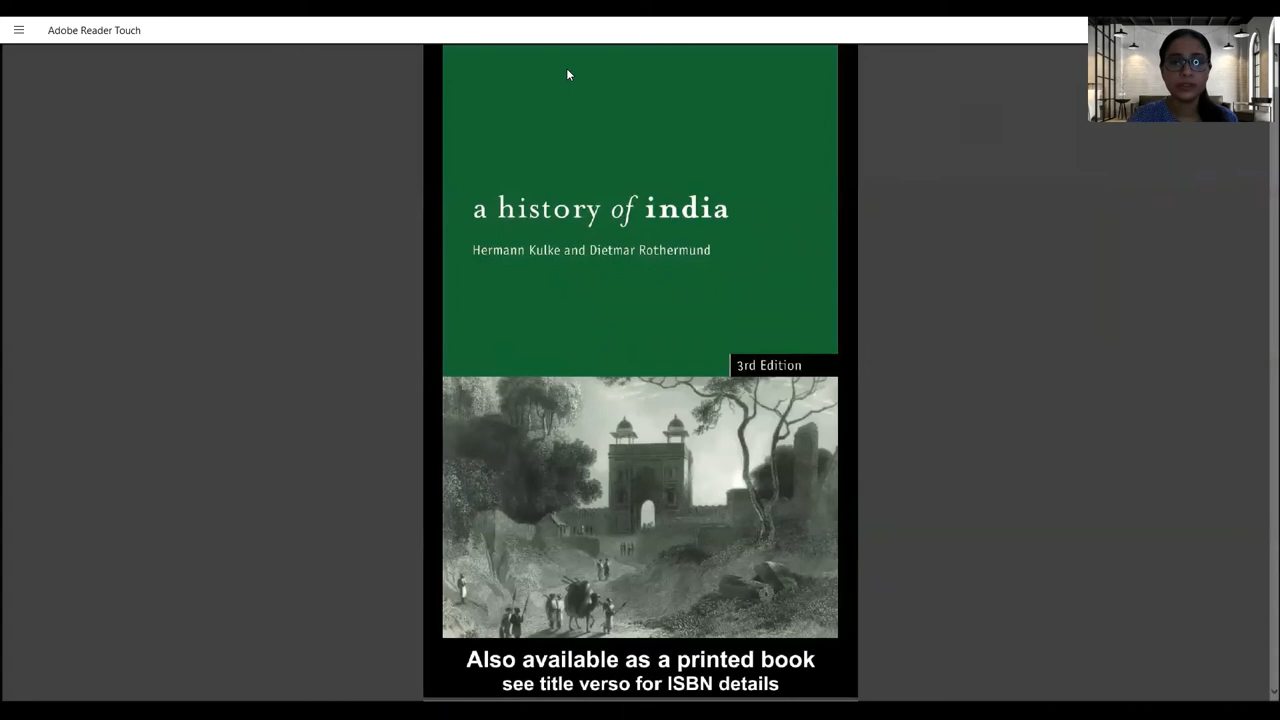 Adobe Reader Touch
a history of india
Hermann Kulke and Dietmar Rothermund
3rd Edition
Also available as a printed book
see title verso for ISBN details